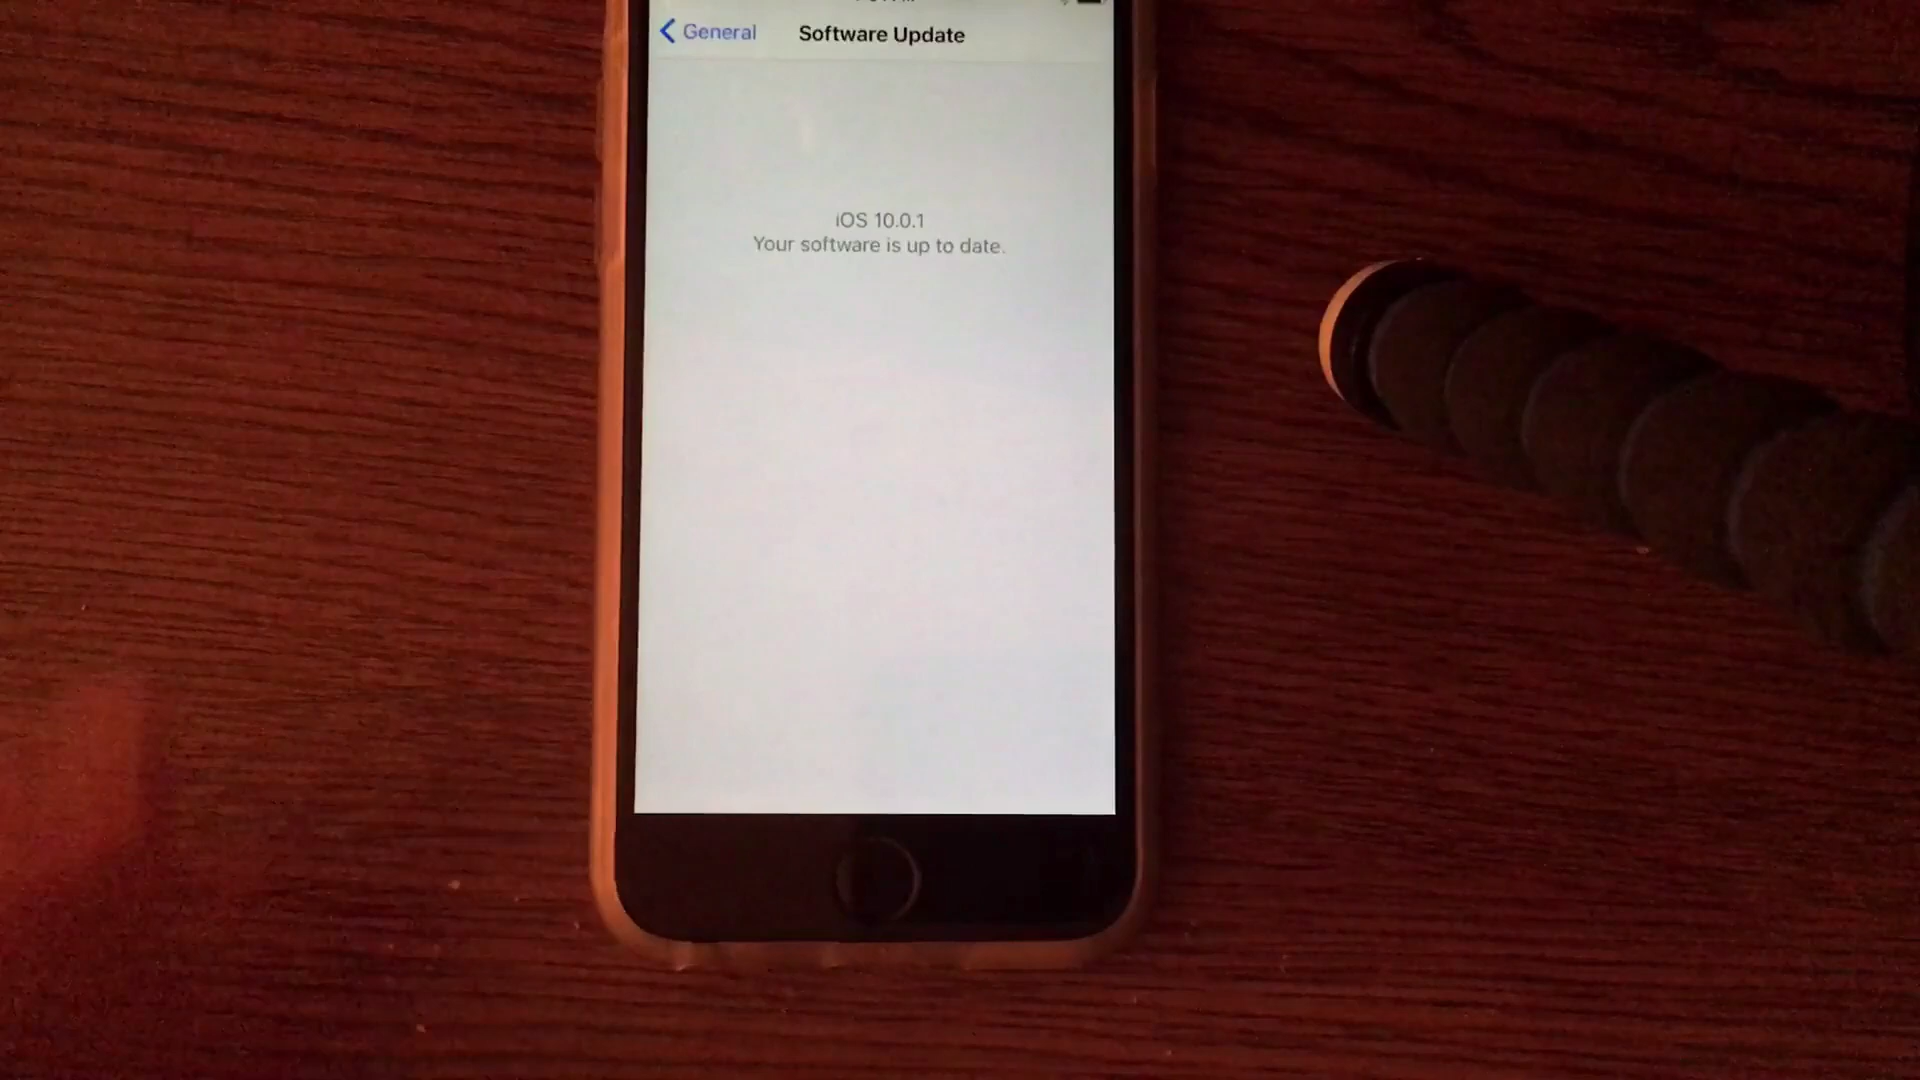 General
Software Update
iOS 10.0.1
Your software is up to date.